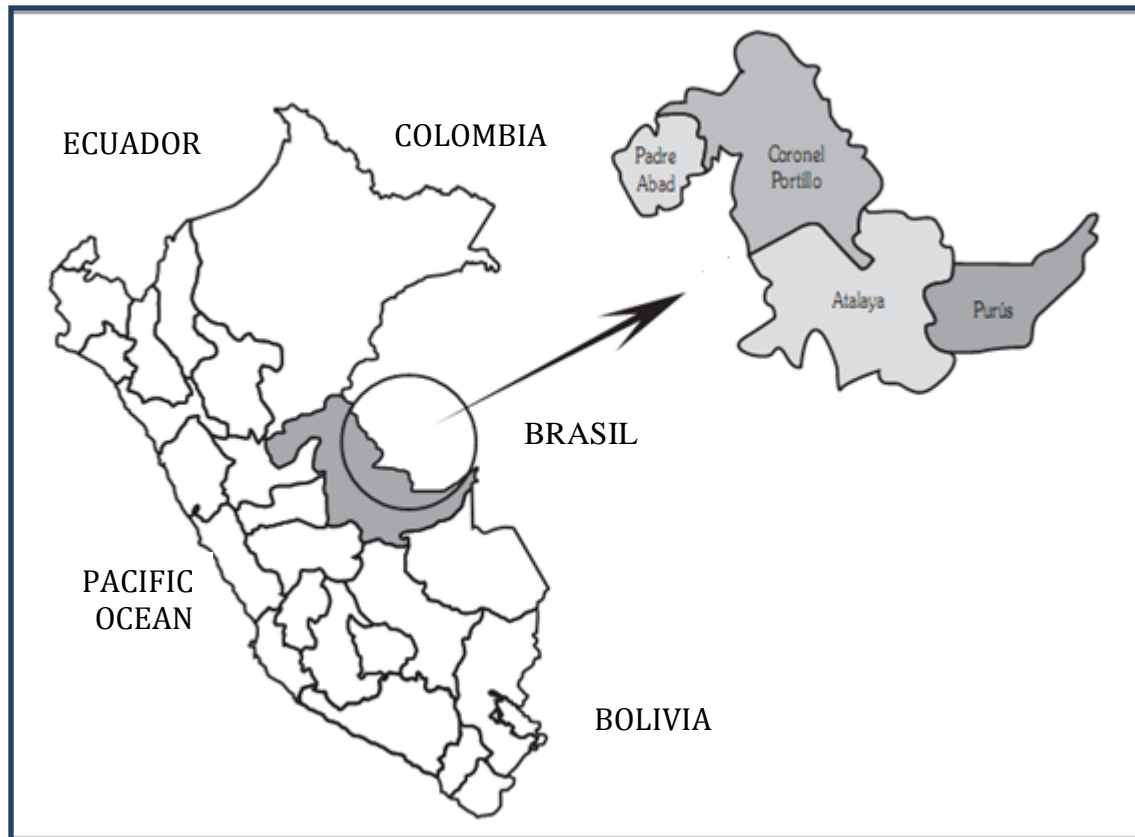 ECUADOR
COLOMBIA
Padre
Abad
Coronel
Portillo
Atalaya
Purús
BRASIL
PACIFIC
OCEAN
BOLIVIA